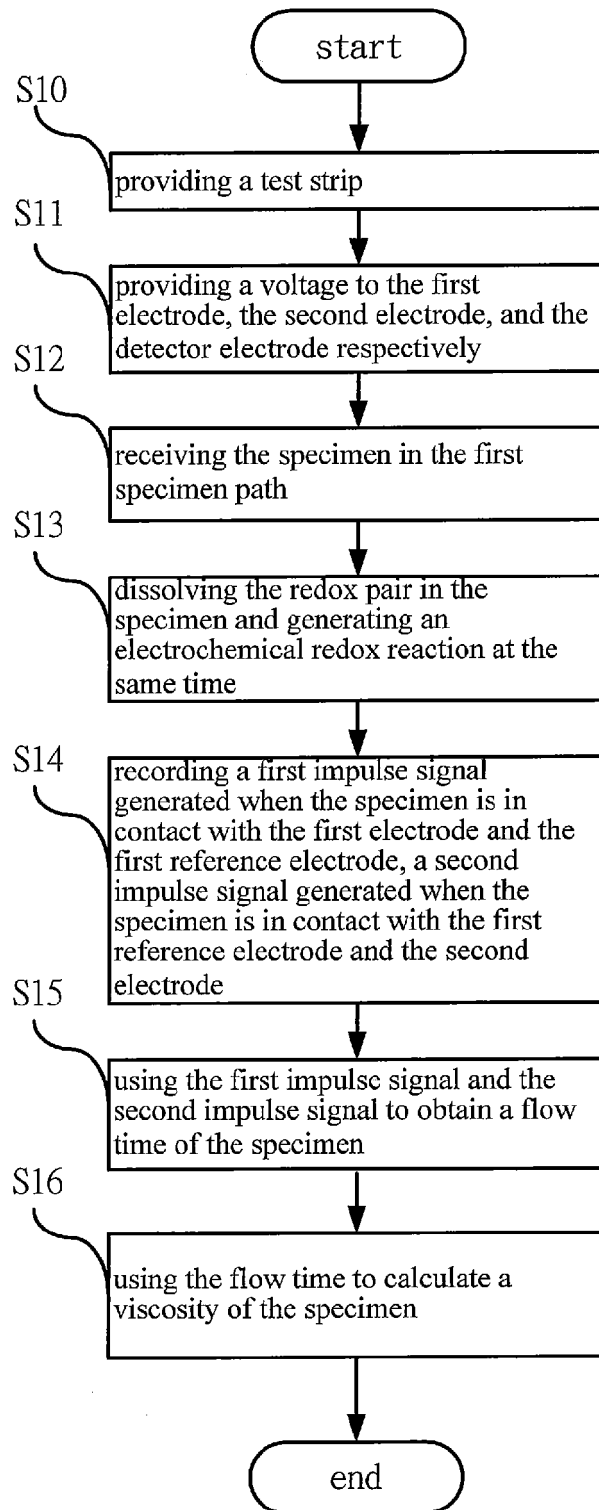 start
S10
providing a test strip
S11
providing a voltage to the first
electrode, the second electrode, and the
detector electrode respectively
S12
receiving the specimen in the first
specimen path
S13
dissolving the redox pair in the
specimen and generating an
electrochemical redox reaction at the
same time
S14
recording a first impulse signal
generated when the specimen is in
contact with the first electrode and the
first reference electrode, a second
impulse signal generated when the
specimen is in contact with the first
reference electrode and the second
electrode
S15
using the first impulse signal and the
second impulse signal to obtain a flow
time of the specimen
S16
using the flow time to calculate a
viscosity of the specimen
end